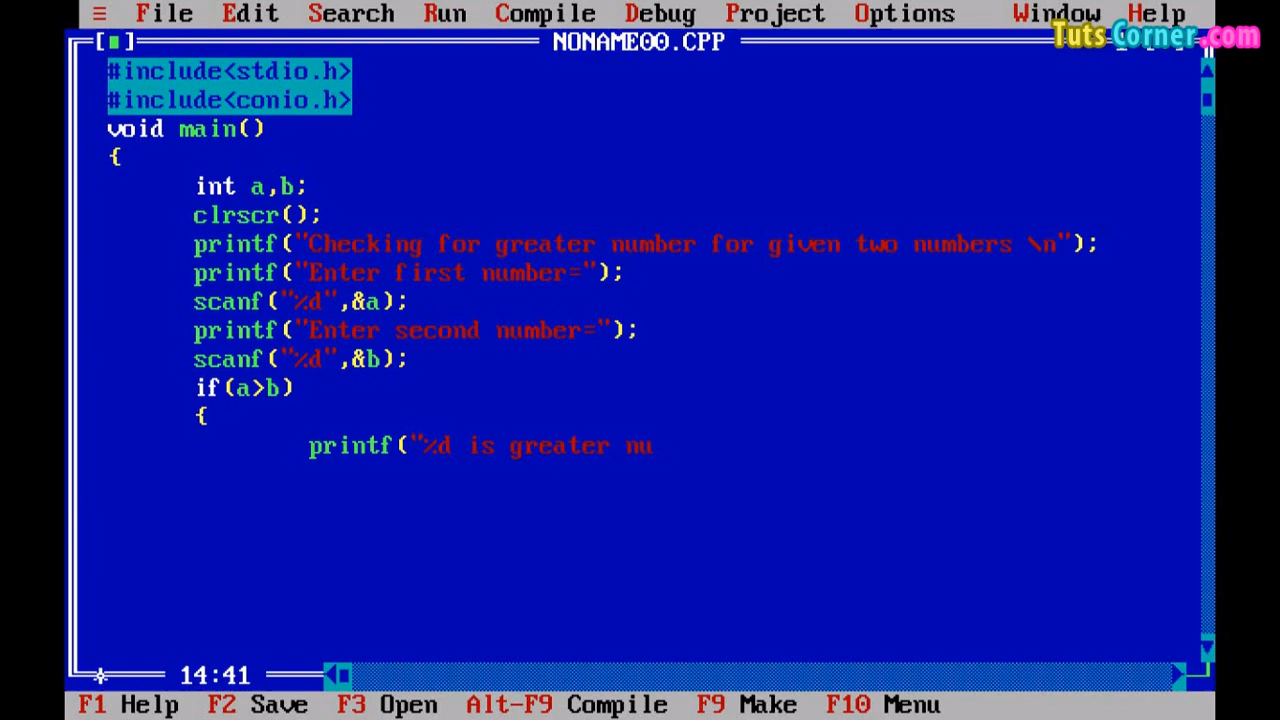 ≡ File Edit Search Run Compile Debug Project Options Window Help
TutsCorner.com
[■] NONAME00.CPP
#include<stdio.h>
#include<conio.h>
void main()
{
int a,b;
clrscr();
printf("Checking for greater number for given two numbers \n");
printf("Enter first number=");
scanf("%d",&a);
printf("Enter second number=");
scanf("%d",&b);
if(a>b)
{
printf("%d is greater nu
14:41
F1 Help F2 Save F3 Open Alt-F9 Compile F9 Make F10 Menu